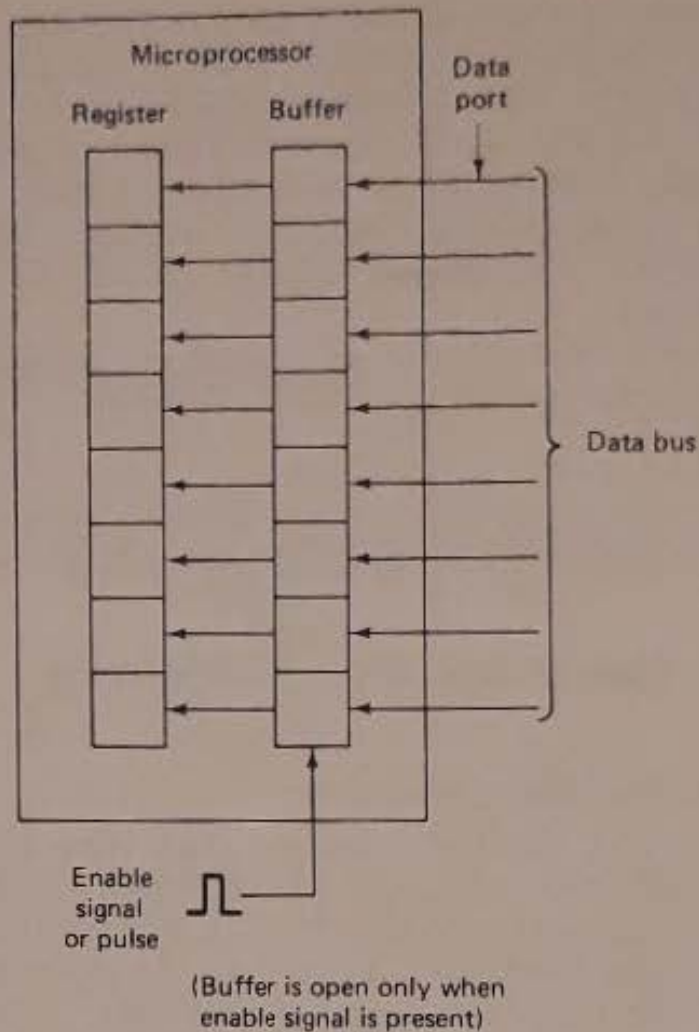 Microprocessor
Register
Buffer
Data
port
Data bus
Enable
signal
or pulse
(Buffer is open only when
enable signal is present)